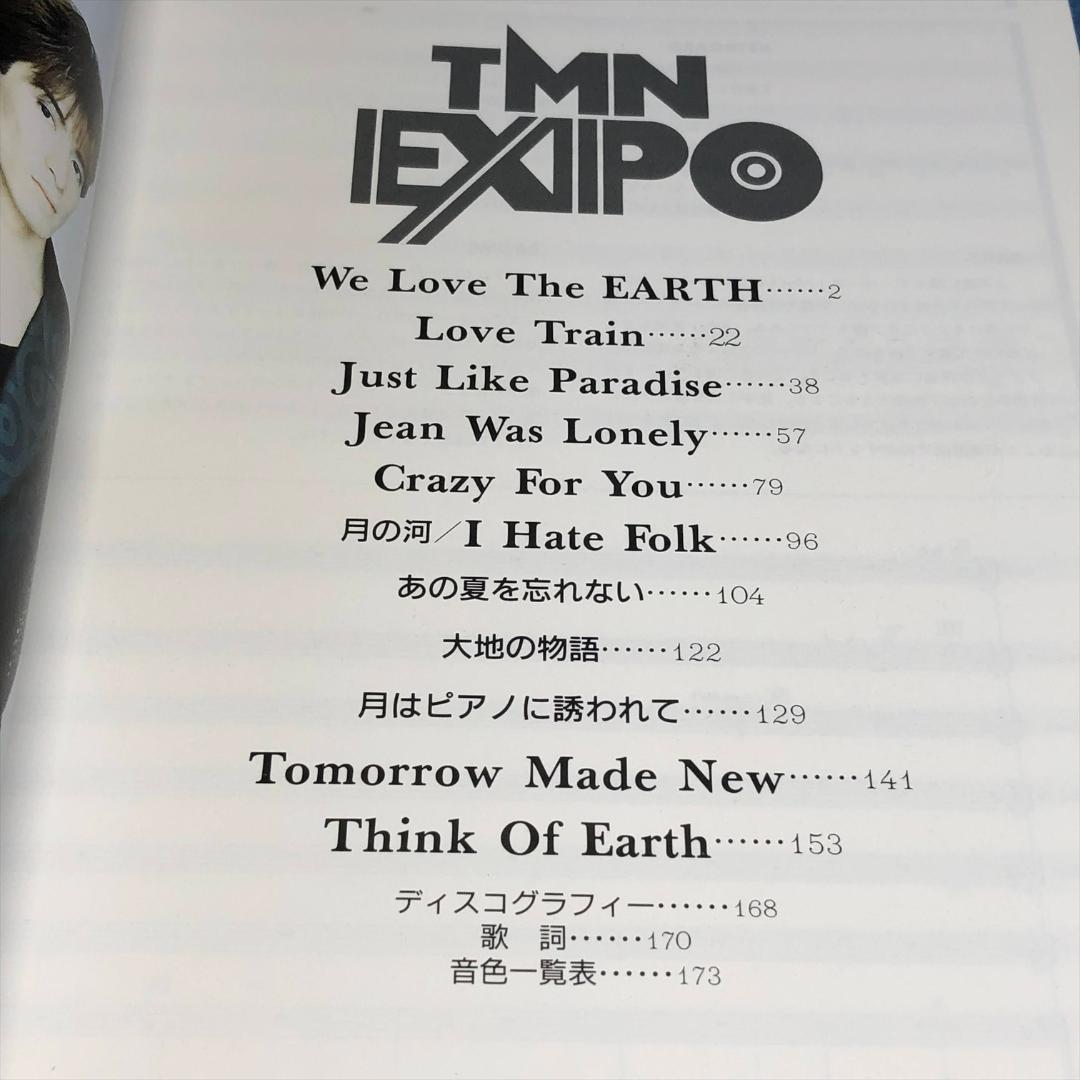 TMN
EXPO
We Love The EARTH……2
Love Train……22
Just Like Paradise……38
Jean Was Lonely……57
Crazy For You……79
月の河／I Hate Folk……96
あの夏を忘れない……104
大地の物語……122
月はピアノに誘われて……129
Tomorrow Made New……141
Think Of Earth……153
ディスコグラフィー……168
歌　詞……170
音色一覧表……173